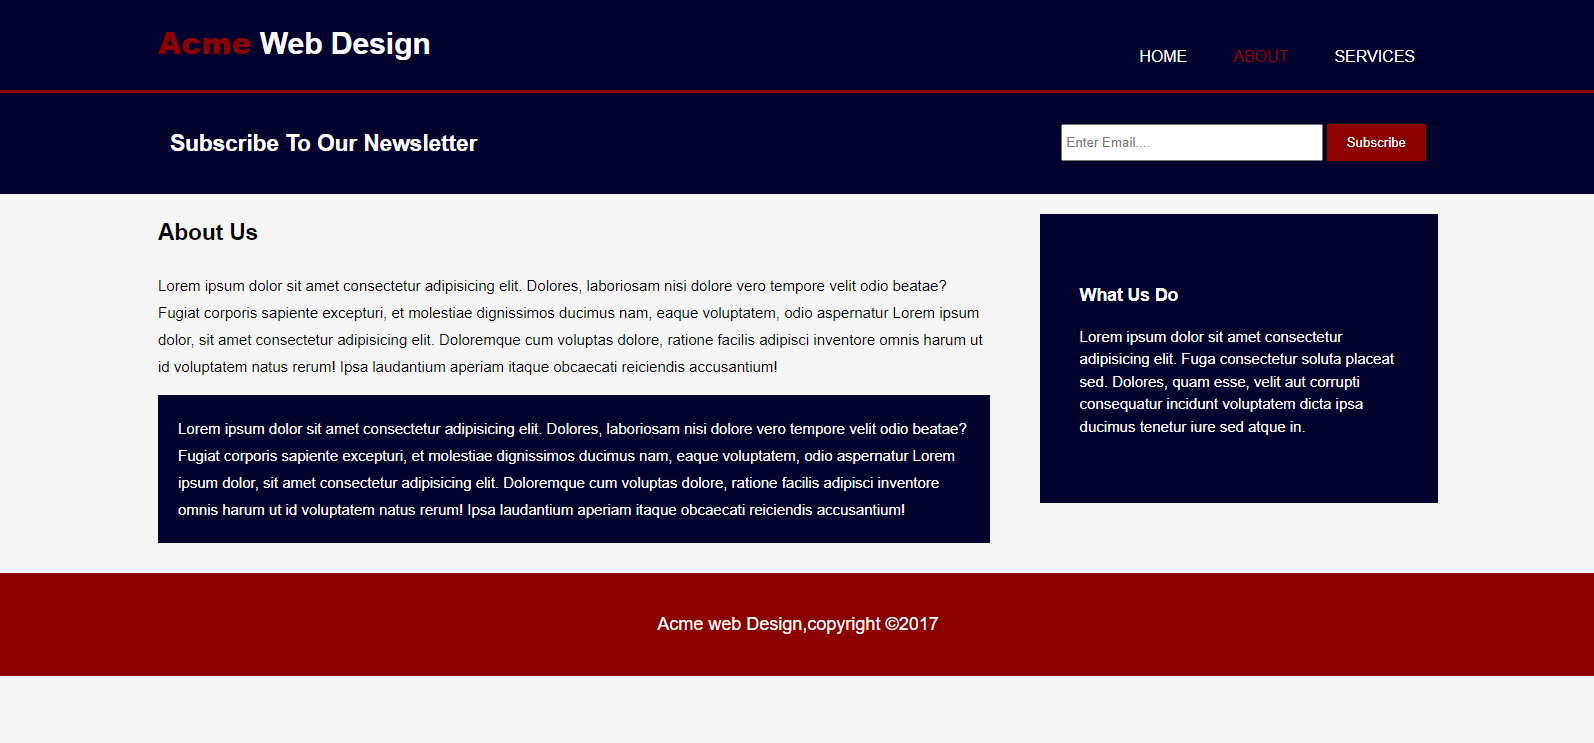 Acme Web Design
HOME ABOUT SERVICES
Subscribe To Our Newsletter
Enter Email....
Subscribe
About Us
Lorem ipsum dolor sit amet consectetur adipisicing elit. Dolores, laboriosam nisi dolore vero tempore velit odio beatae?
Fugiat corporis sapiente excepturi, et molestiae dignissimos ducimus nam, eaque voluptatem, odio aspernatur Lorem ipsum
dolor, sit amet consectetur adipisicing elit. Doloremque cum voluptas dolore, ratione facilis adipisci inventore omnis harum ut
id voluptatem natus rerum! Ipsa laudantium aperiam itaque obcaecati reiciendis accusantium!
Lorem ipsum dolor sit amet consectetur adipisicing elit. Dolores, laboriosam nisi dolore vero tempore velit odio beatae?
Fugiat corporis sapiente excepturi, et molestiae dignissimos ducimus nam, eaque voluptatem, odio aspernatur Lorem
ipsum dolor, sit amet consectetur adipisicing elit. Doloremque cum voluptas dolore, ratione facilis adipisci inventore
omnis harum ut id voluptatem natus rerum! Ipsa laudantium aperiam itaque obcaecati reiciendis accusantium!
What Us Do
Lorem ipsum dolor sit amet consectetur
adipisicing elit. Fuga consectetur soluta placeat
sed. Dolores, quam esse, velit aut corrupti
consequatur incidunt voluptatem dicta ipsa
ducimus tenetur iure sed atque in.
Acme web Design,copyright ©2017